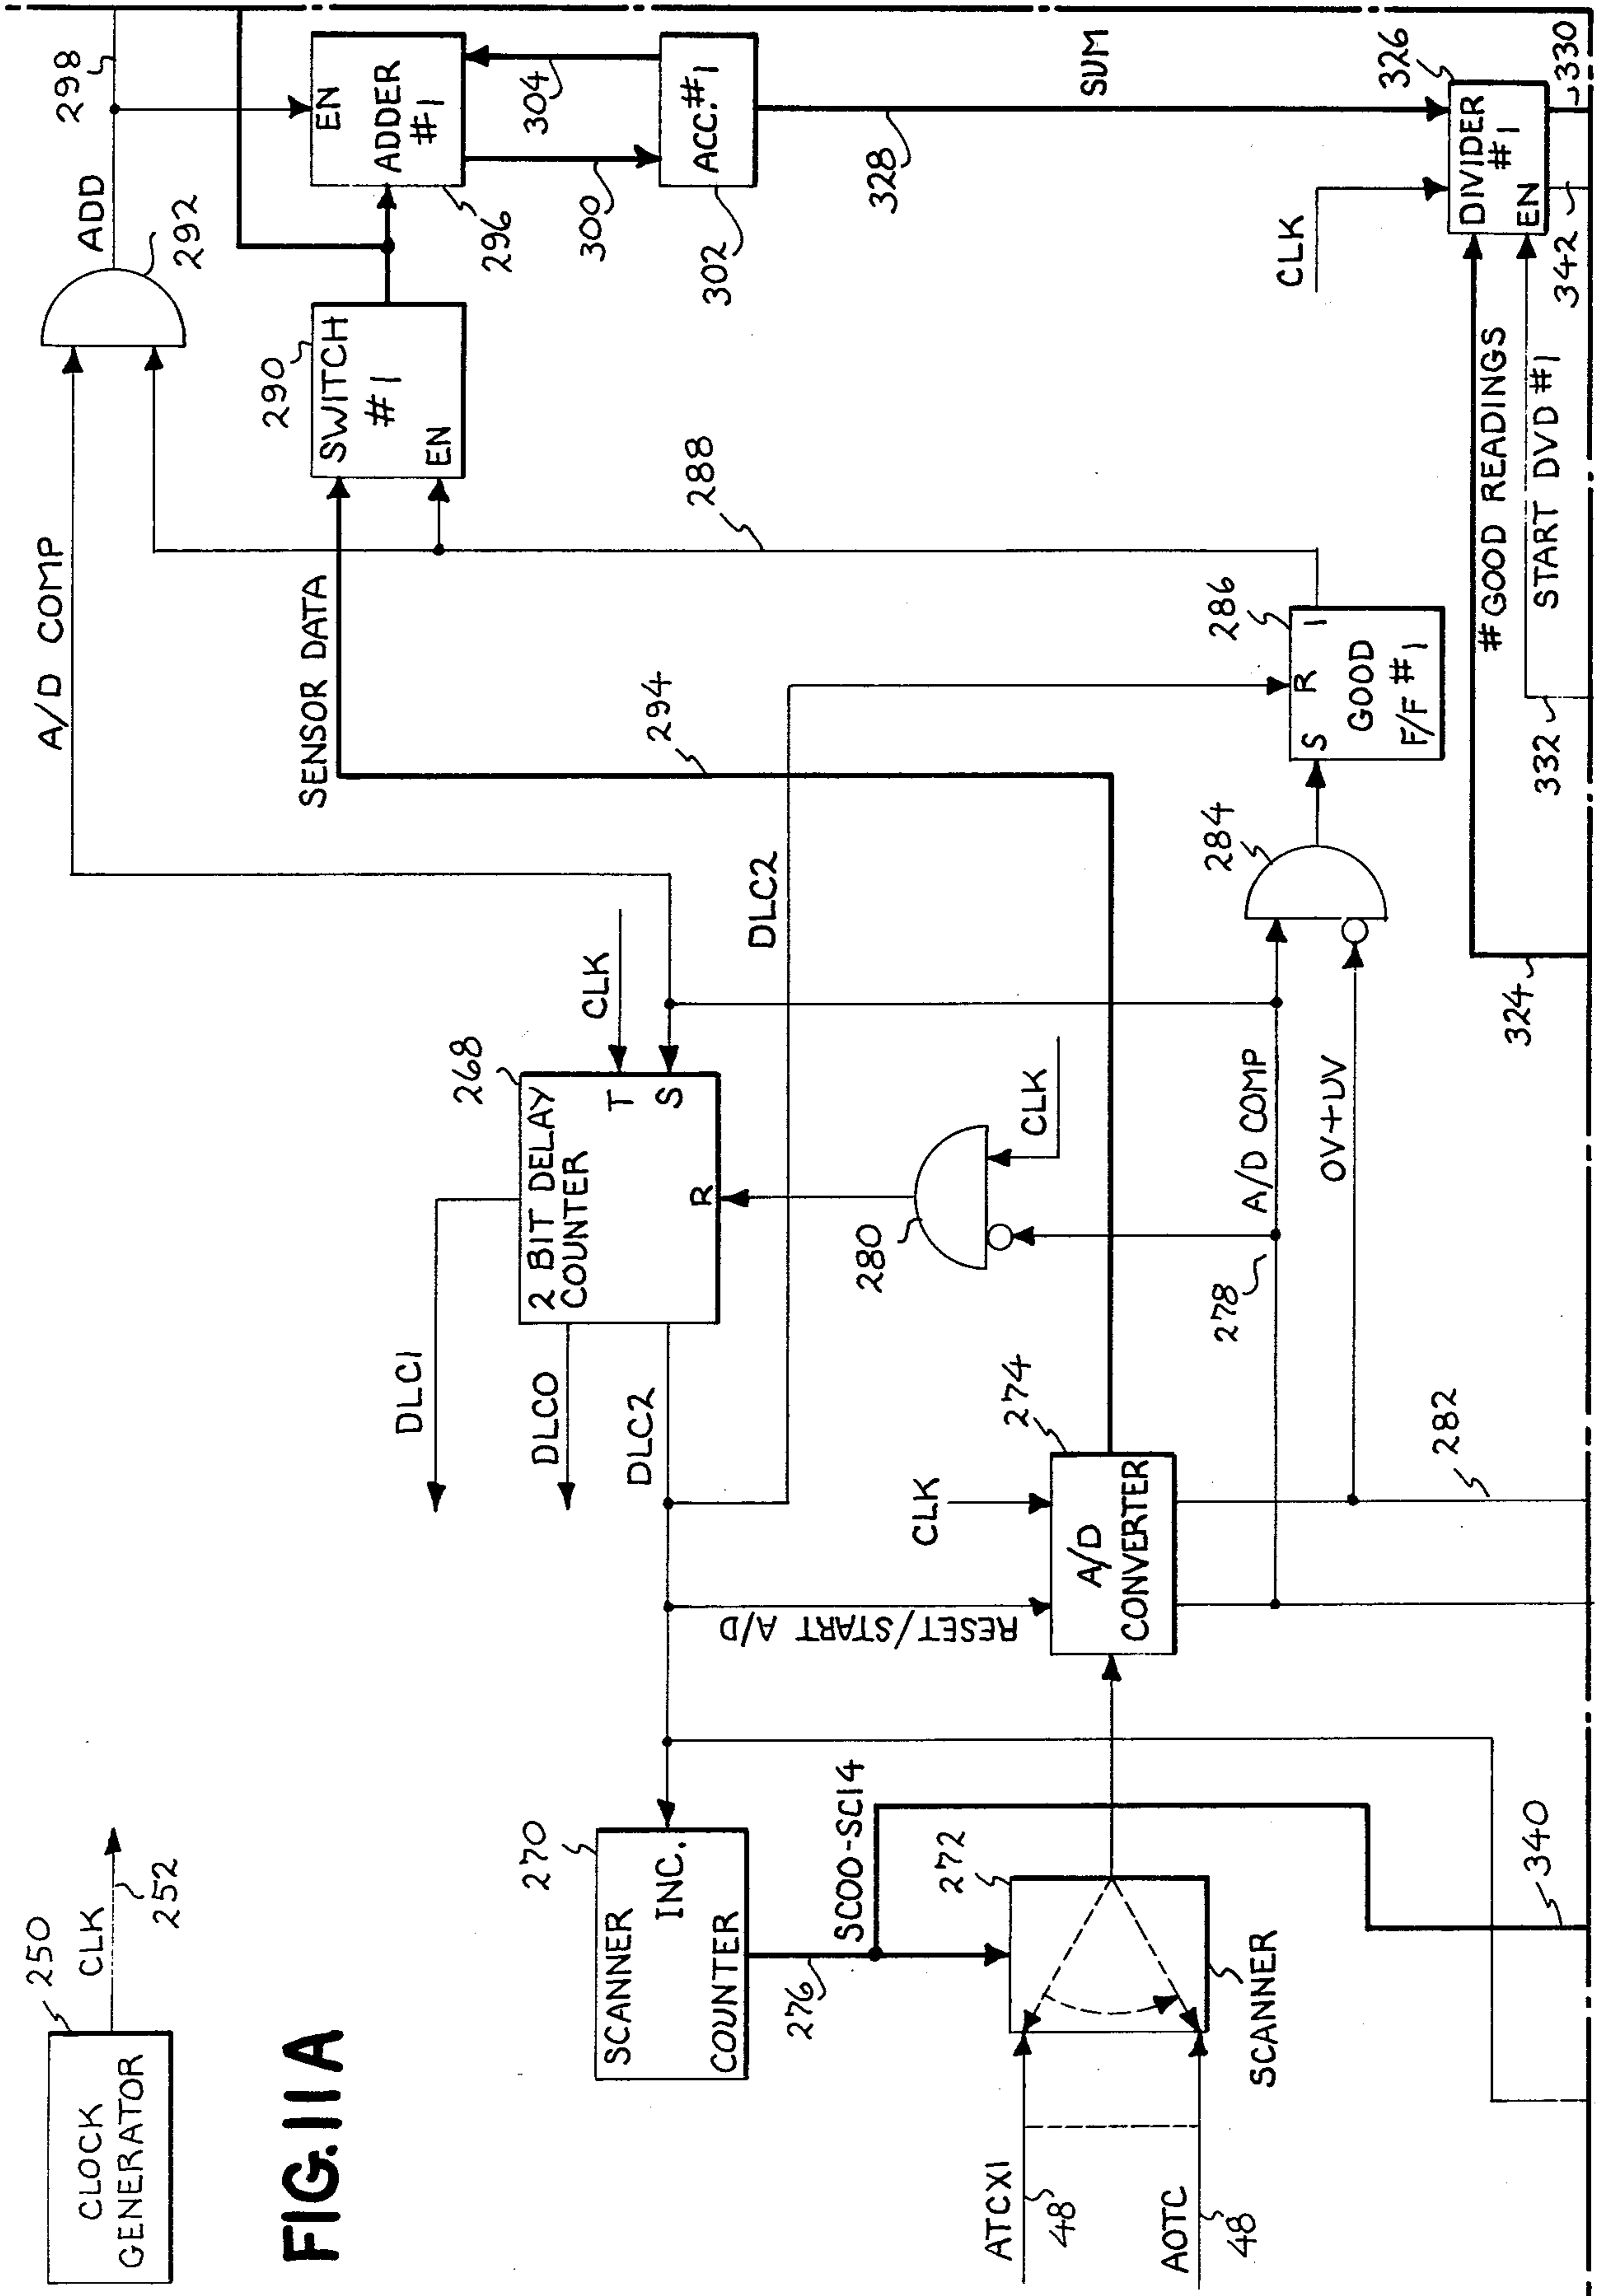 FIG.11A
CLOCK
GENERATOR
250
CLK
252
SCANNER
INC.
COUNTER
270
276
SC00-SC14
272
SCANNER
ATCX1
48
AOTC
48
340
DLC1
DLC0
DLC2
2 BIT DELAY
COUNTER
T
S
R
268
CLK
RESET/START A/D
CLK
A/D
CONVERTER
274
280
CLK
278
A/D COMP
OV+UV
282
DLC2
294
SENSOR DATA
A/D COMP
284
S
R
1
GOOD
F/F #1
286
288
SWITCH
#1
EN
290
292
ADD
298
EN
ADDER
#1
296
300
304
ACC.#1
302
328
SUM
CLK
DIVIDER
#1
EN
326
#GOOD READINGS
START DVD #1
324
332
342
330